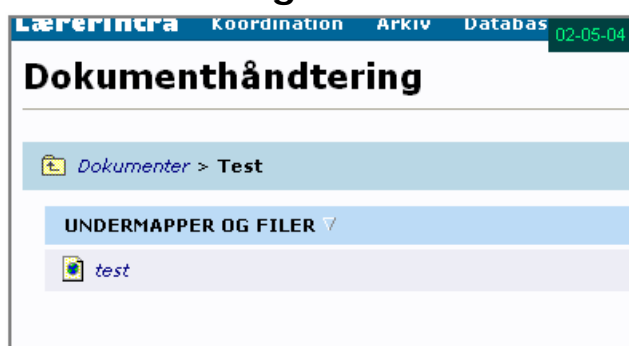 Lærerintra Koordination Arkiv Databas
02-05-04
Dokumenthåndtering
Dokumenter > Test
UNDERMAPPER OG FILER
test